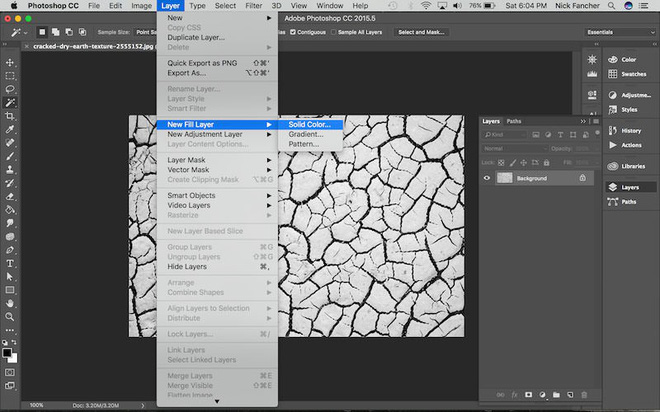 Photoshop CC File Edit Image Layer Type Select Filter 3D View Window Help 76% Sat 6:04 PM Nick Fancher
Adobe Photoshop CC 2015.5
Sample Size: Point Sa Contiguous Sample All Layers Select and Mask... Essentials
cracked-dry-earth-texture-2555152.jpg
New
Copy CSS
Duplicate Layer...
Delete
Quick Export as PNG ⇧⌘'
Export As... ⌥⇧⌘'
Rename Layer...
Layer Style
Smart Filter
New Fill Layer
New Adjustment Layer
Layer Content Options...
Layer Mask
Vector Mask
Create Clipping Mask ⌥⌘G
Smart Objects
Video Layers
Rasterize
New Layer Based Slice
Group Layers ⌘G
Ungroup Layers ⇧⌘G
Hide Layers ⌘,
Arrange
Combine Shapes
Align Layers to Selection
Distribute
Lock Layers... ⌘/
Link Layers
Select Linked Layers
Merge Layers ⌘E
Merge Visible ⇧⌘E
Flatten Image
Solid Color...
Gradient...
Pattern...
Layers Paths
Kind
Normal Opacity:
Lock: Fill:
Background
fx
Color
Swatches
Adjustme...
Styles
History
Actions
Libraries
Layers
Paths
100% Doc: 3.20M/3.20M